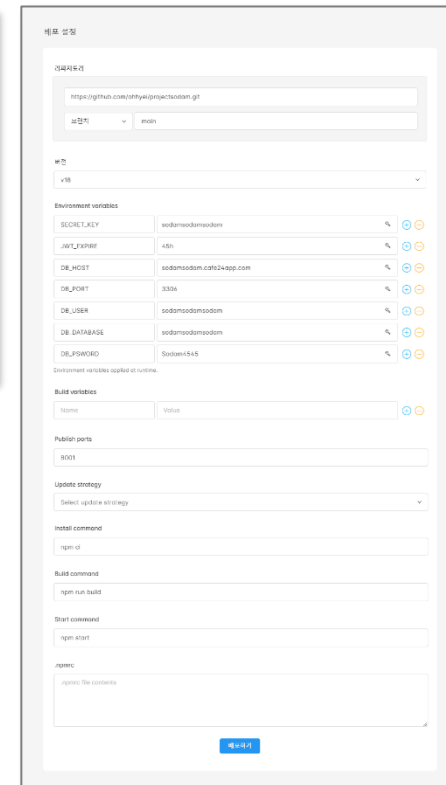 배포 설정
리파지토리
https://github.com/ohhyei/projectsodam.git
브랜치 main
버전
v18
Environment variables
SECRET_KEY sodamsodamsodam
JWT_EXPIRE 48h
DB_HOST sodamsodam.cafe24app.com
DB_PORT 3306
DB_USER sodamsodamsodam
DB_DATABASE sodamsodamsodam
DB_PSWORD Sodam4545
Environment variables applied at runtime.
Build variables
Name Value
Publish ports
8001
Update strategy
Select update strategy
Install command
npm ci
Build command
npm run build
Start command
npm start
.npmrc
.npmrc file contents
배포하기